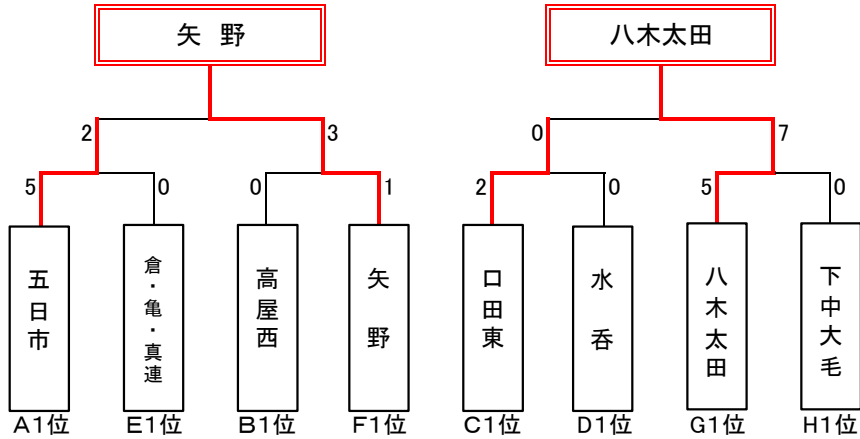 矢 野
八木太田
2
3
0
7
5
0
0
1
2
0
5
0
五日市
倉・亀・真連
高屋西
矢野
口田東
水呑
八木太田
下中大毛
A1位
E1位
B1位
F1位
C1位
D1位
G1位
H1位